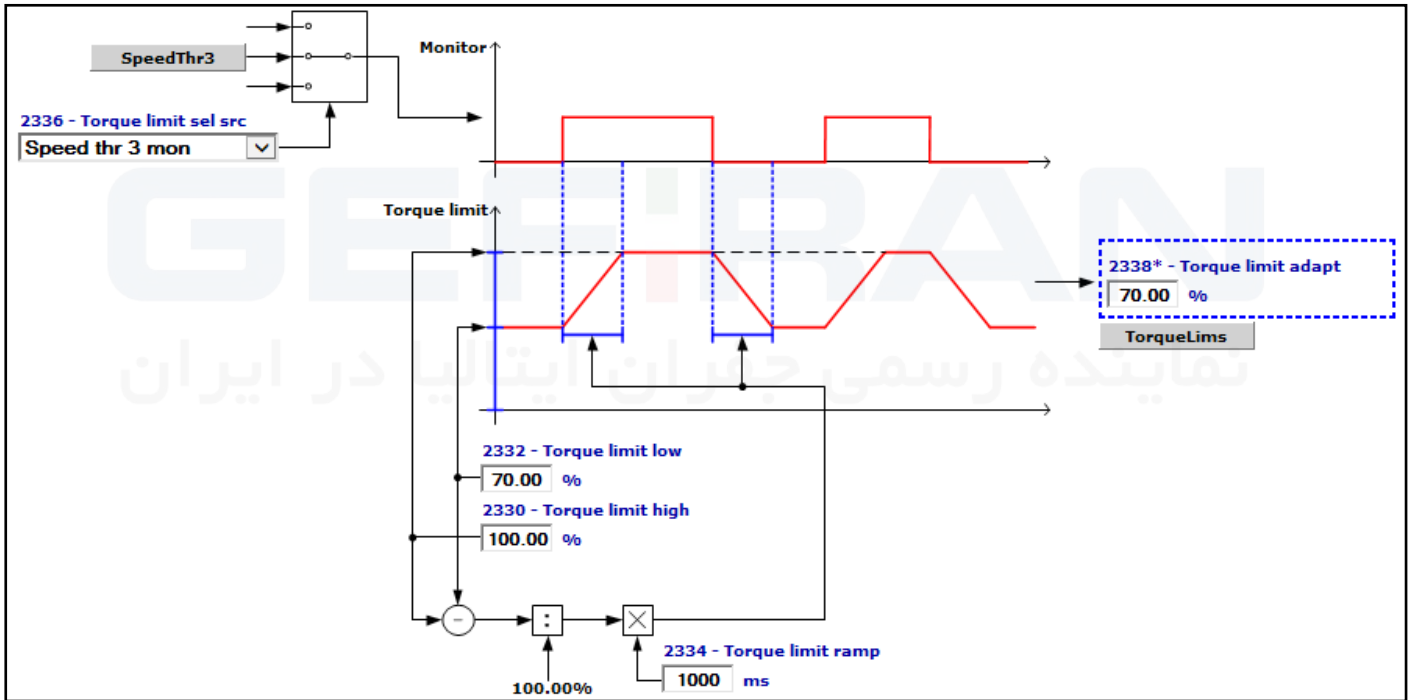 SpeedThr3
Monitor
2336 - Torque limit sel src
Speed thr 3 mon
GEFRAN
Torque limit
2338* - Torque limit adapt
70.00 %
TorqueLims
نماینده رسمی جفران ایتالیا در ایران
2332 - Torque limit low
70.00 %
2330 - Torque limit high
100.00 %
-
:
×
2334 - Torque limit ramp
1000 ms
100.00%